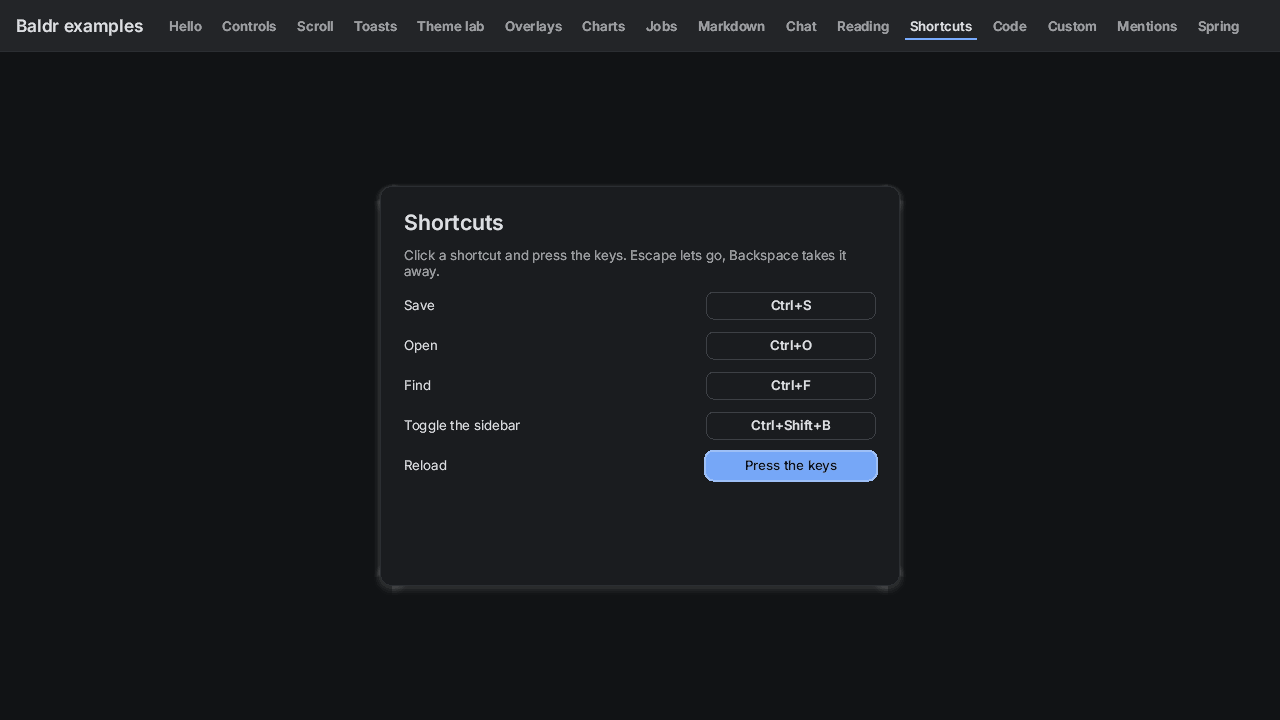 Baldr examples Hello Controls Scroll Toasts Theme lab Overlays Charts Jobs Markdown Chat Reading Shortcuts Code Custom Mentions Spring
Shortcuts
Click a shortcut and press the keys. Escape lets go, Backspace takes it
away.
Save Ctrl+S
Open Ctrl+O
Find Ctrl+F
Toggle the sidebar Ctrl+Shift+B
Reload Press the keys